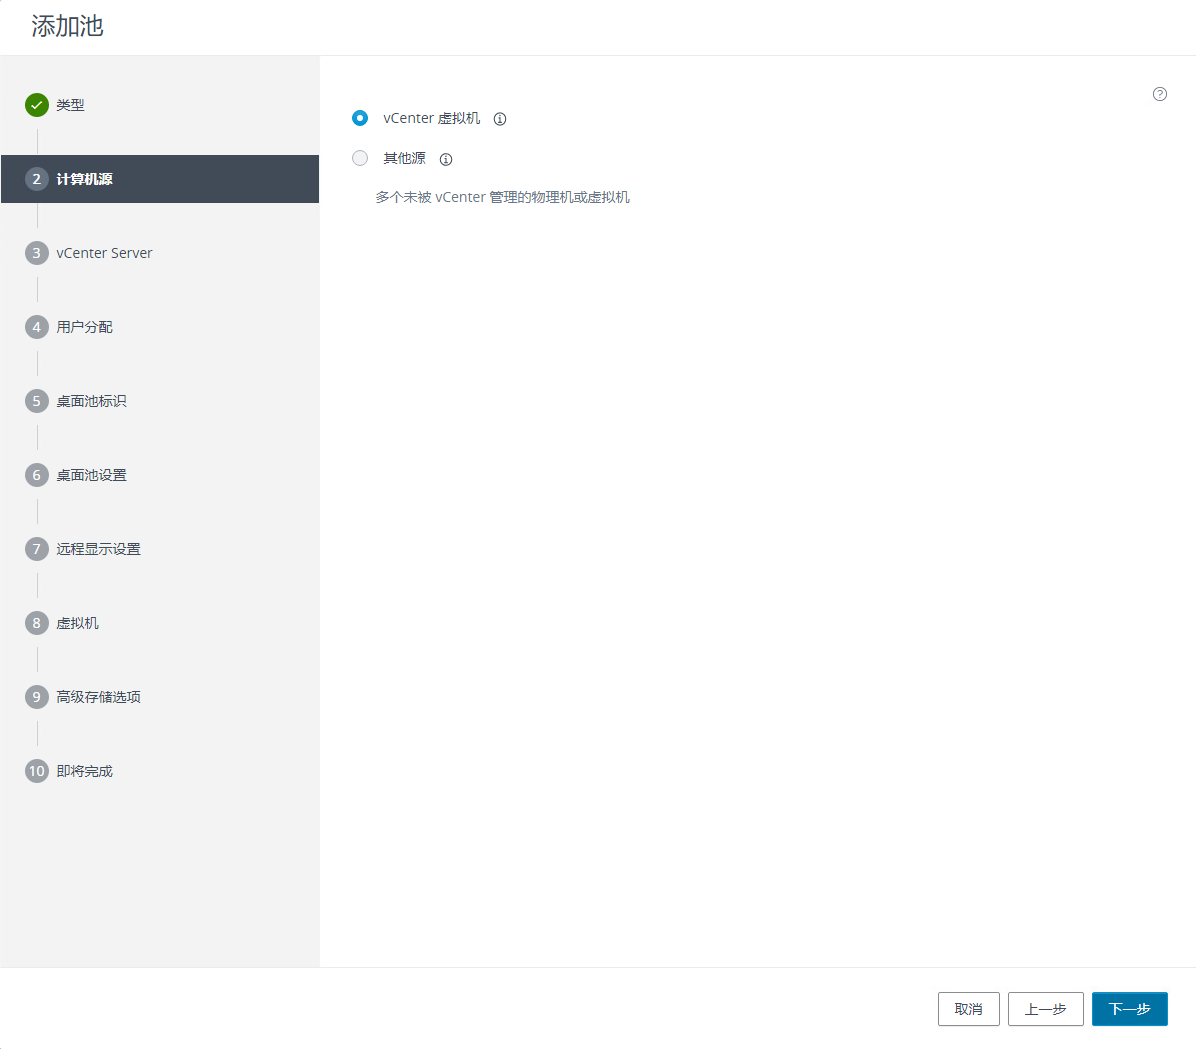 添加池
类型
2 计算机源
3 vCenter Server
4 用户分配
5 桌面池标识
6 桌面池设置
7 远程显示设置
8 虚拟机
9 高级存储选项
10 即将完成
vCenter 虚拟机
其他源
多个未被 vCenter 管理的物理机或虚拟机
取消
上一步
下一步